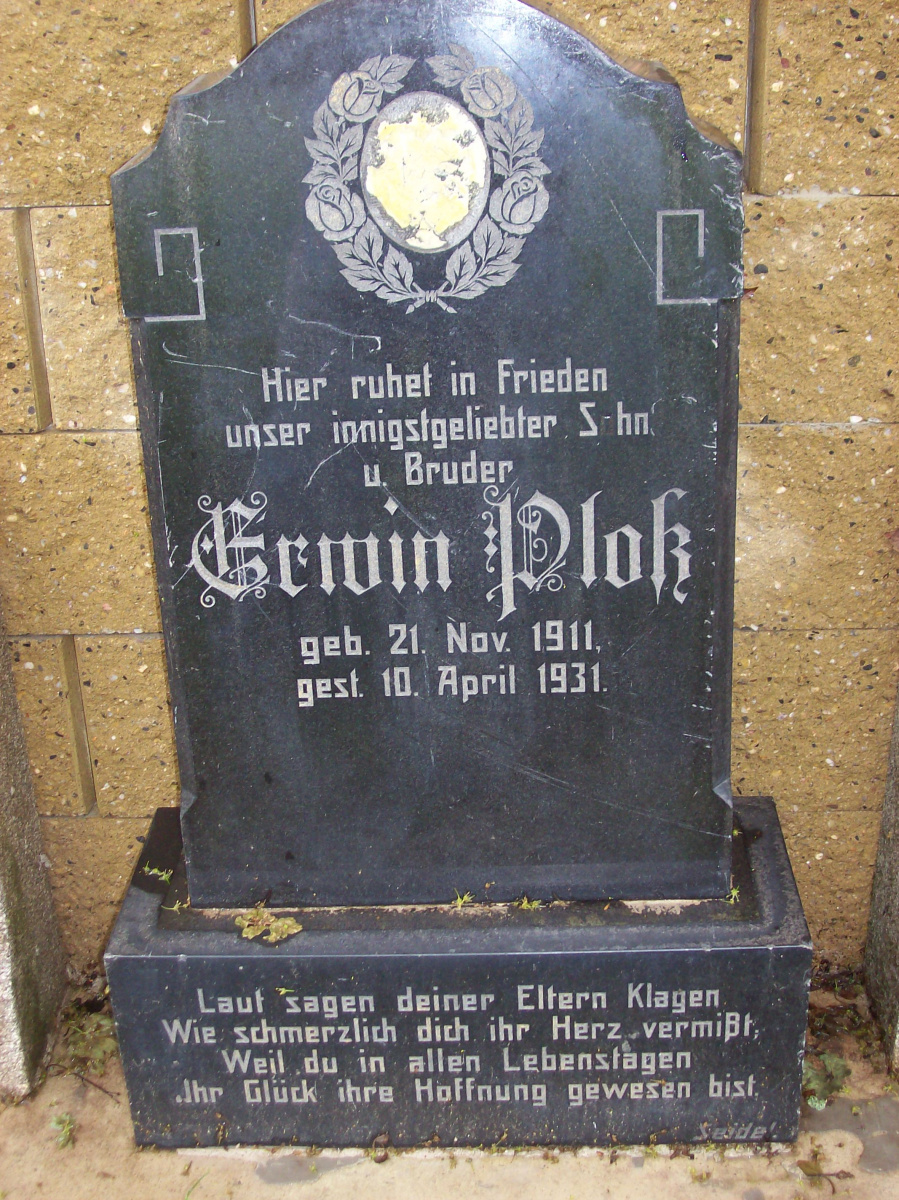 Hier ruhet in Frieden
unser innigstgeliebter S-hn
u. Bruder
Erwin Plok
geb. 21. Nov. 1911,
gest. 10. April 1931.
Laut sagen deiner Eltern Klagen
Wie schmerzlich dich ihr Herz vermißt,
Weil du in allen Lebenstagen
Ihr Glück ihre Hoffnung gewesen bist.